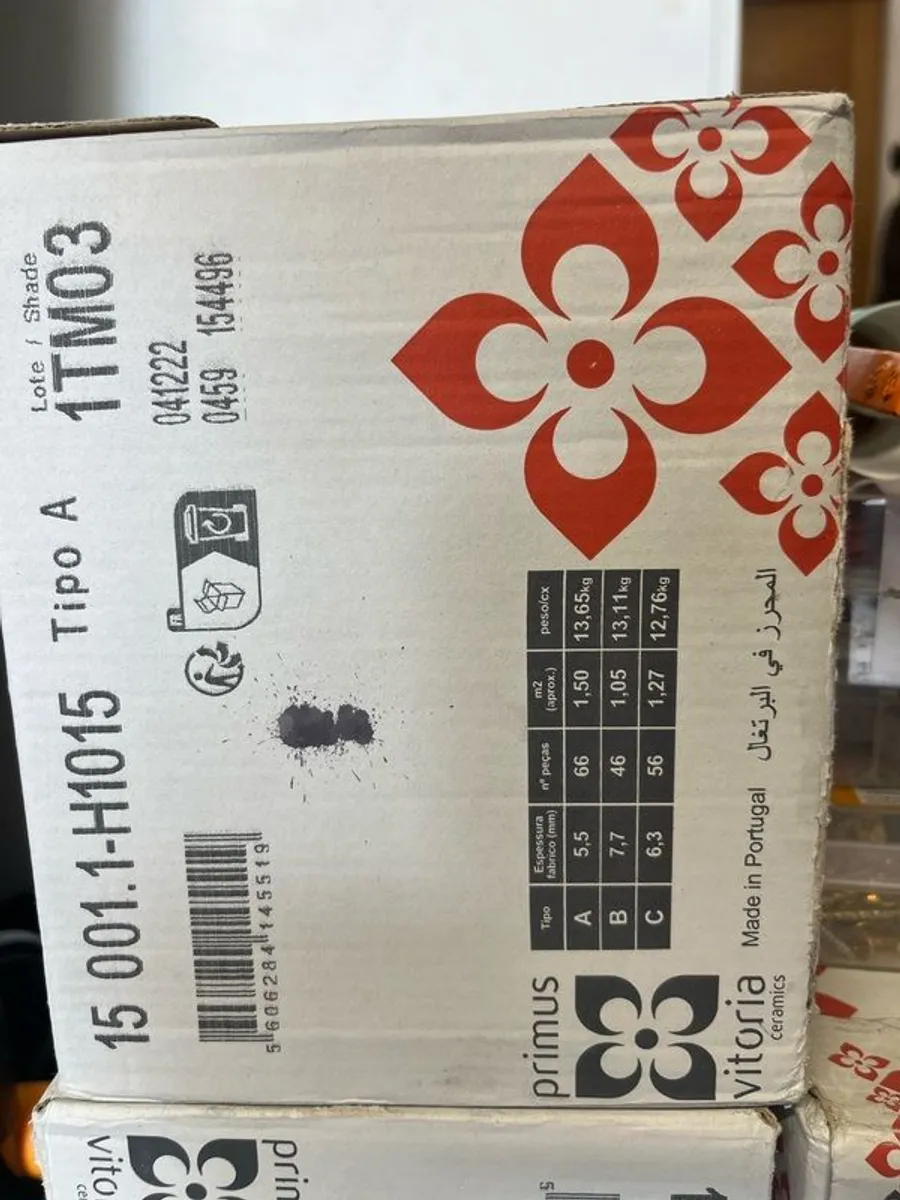 Lote / Shade
15 001.1-H1015 Tipo A 1TM03
041222
0459 154496
FR
5 606284 145519
primus
vitoria
ceramics
Tipo Espessura fabrico (mm) nº peças m2 (aprox.) peso/cx
A 5,5 66 1,50 13,65kg
B 7,7 46 1,05 13,11kg
C 6,3 56 1,27 12,76kg
Made in Portugal المجرز في البرتغال